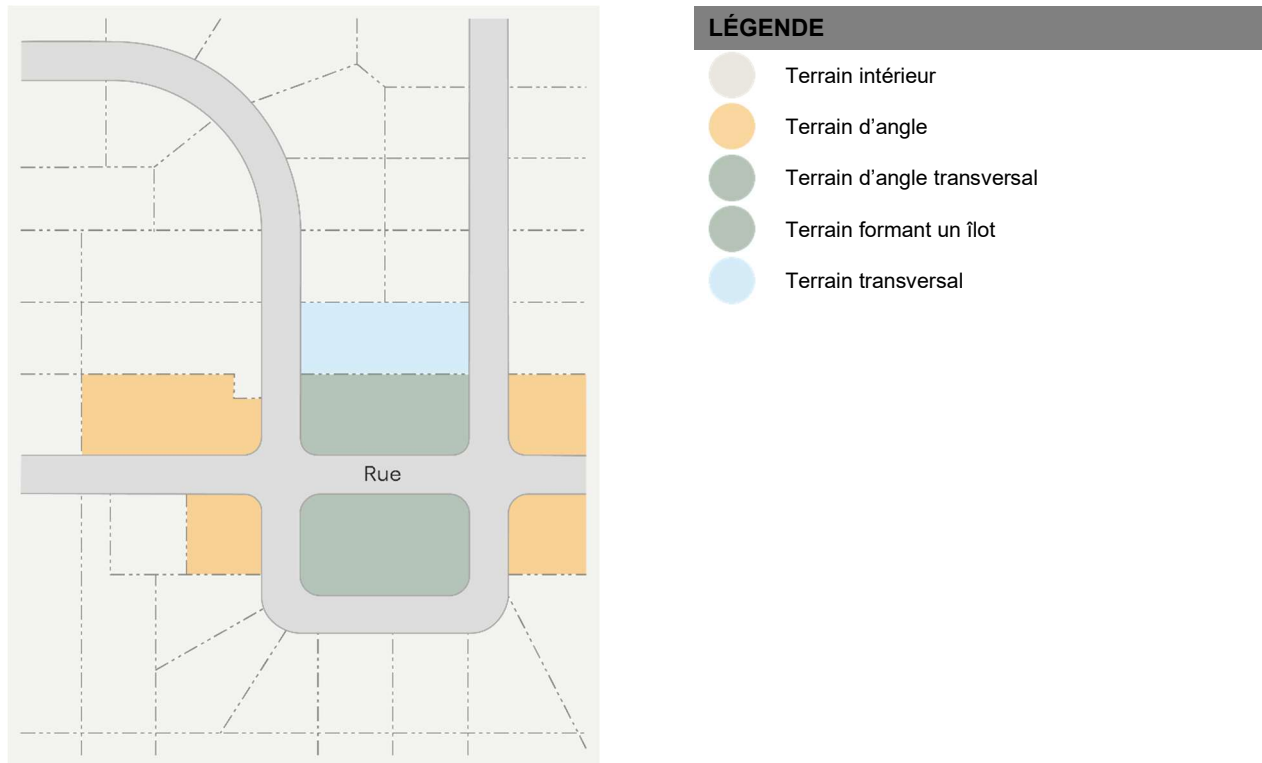 LÉGENDE
Terrain intérieur
Terrain d’angle
Terrain d’angle transversal
Terrain formant un îlot
Terrain transversal
Rue